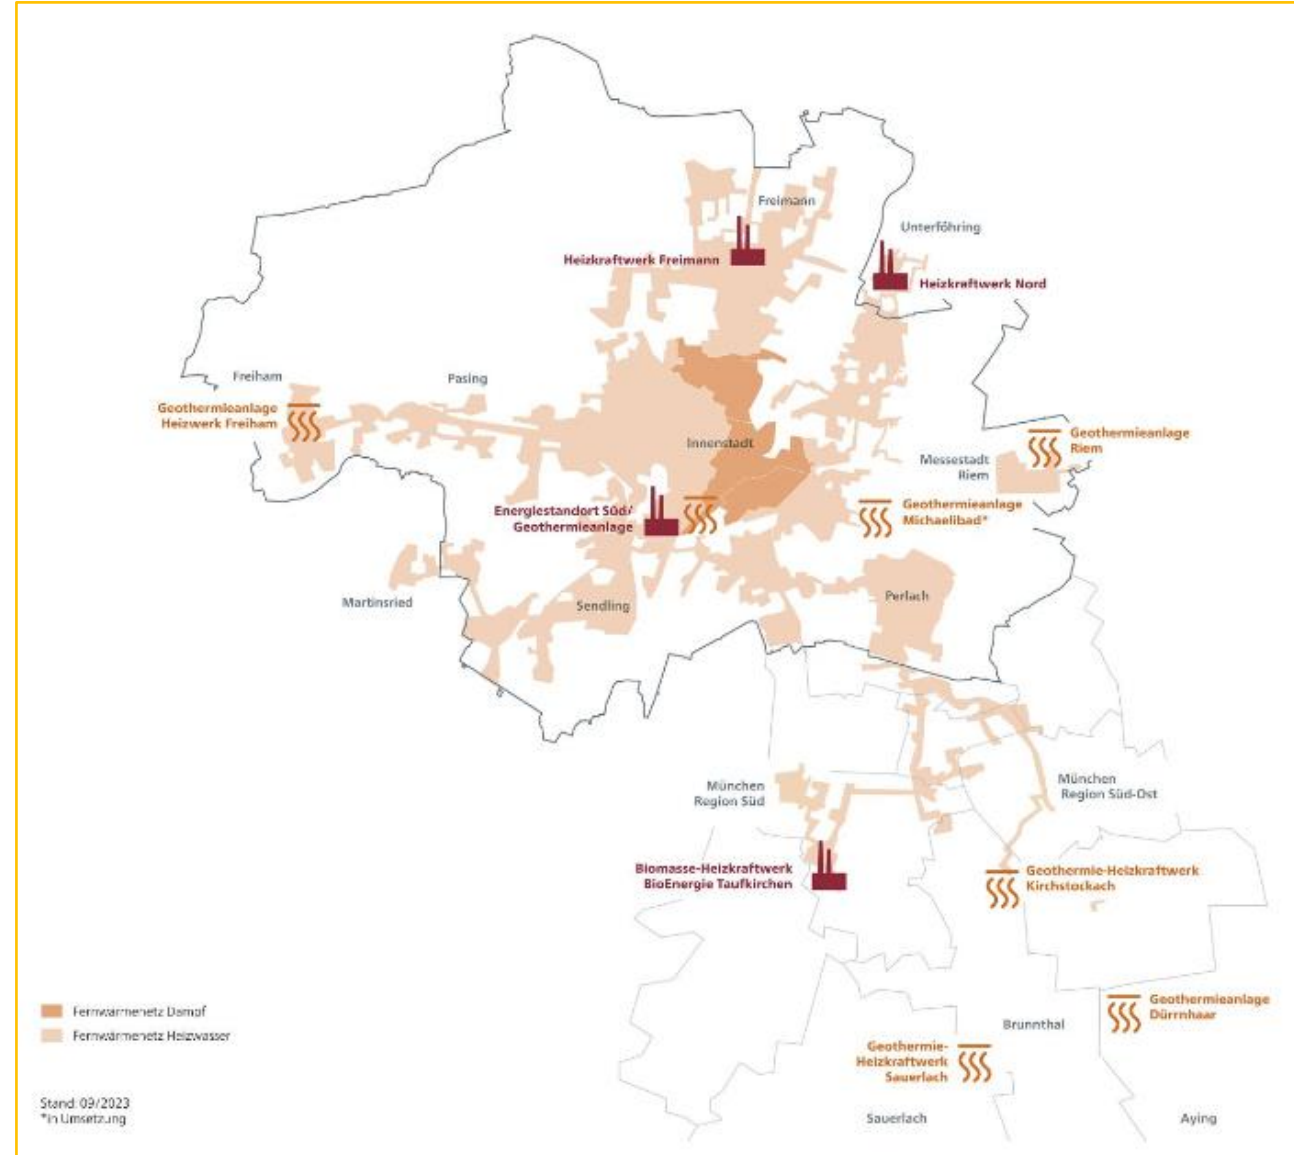 Freimann
Unterföhring
Heizkraftwerk Freimann
Heizkraftwerk Nord
Freiham
Pasing
Geothermieanlage
Heizwerk Freiham
Innenstadt
Geothermieanlage
Riem
Messestadt
Riem
Energiestandort Süd/
Geothermieanlage
Geothermieanlage
Michaelibad*
Martinsried
Sendling
Perlach
München
Region Süd
München
Region Süd-Ost
Biomasse-Heizkraftwerk
BioEnergie Taufkirchen
Geothermie-Heizkraftwerk
Kirchstockach
Fernwärmenetz Dampf
Fernwärmenetz Heizwasser
Geothermieanlage
Dürrnhaar
Brunnthal
Geothermie-
Heizkraftwerk
Sauerlach
Stand: 09/2023
*in Umsetzung
Sauerlach
Aying